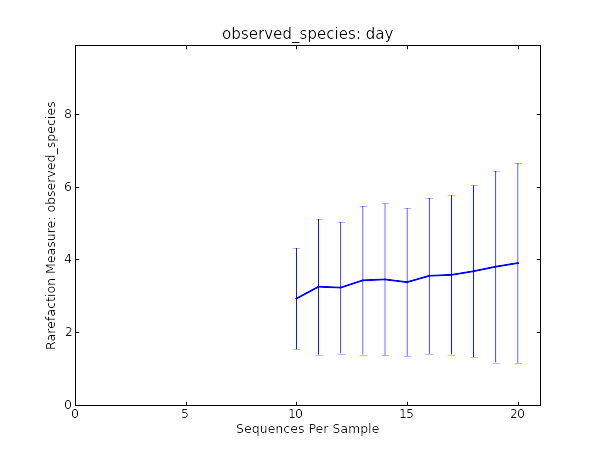 observed_species: day
Rarefaction Measure: observed_species
8
6
4
2
0
0 5 10 15 20
Sequences Per Sample